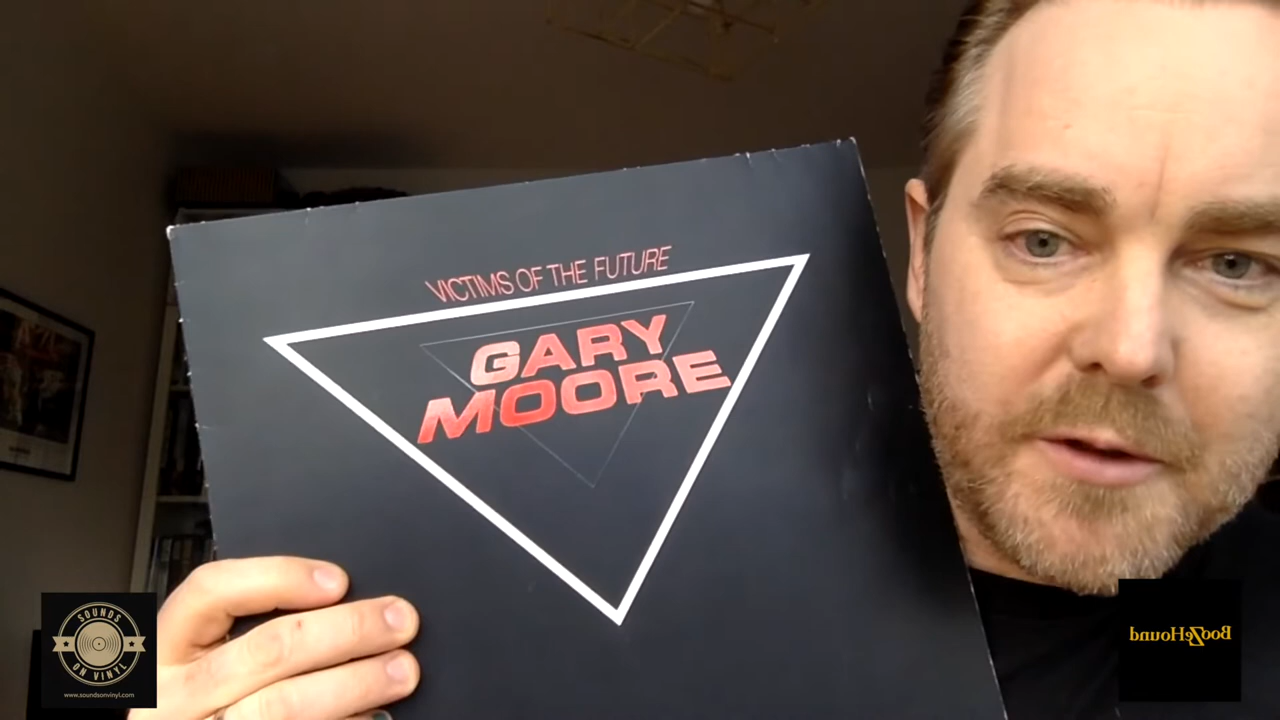 VICTIMS OF THE FUTURE
GARY
MOORE
SOUNDS
ON VINYL
www.soundsonvinyl.com
BooZeHound